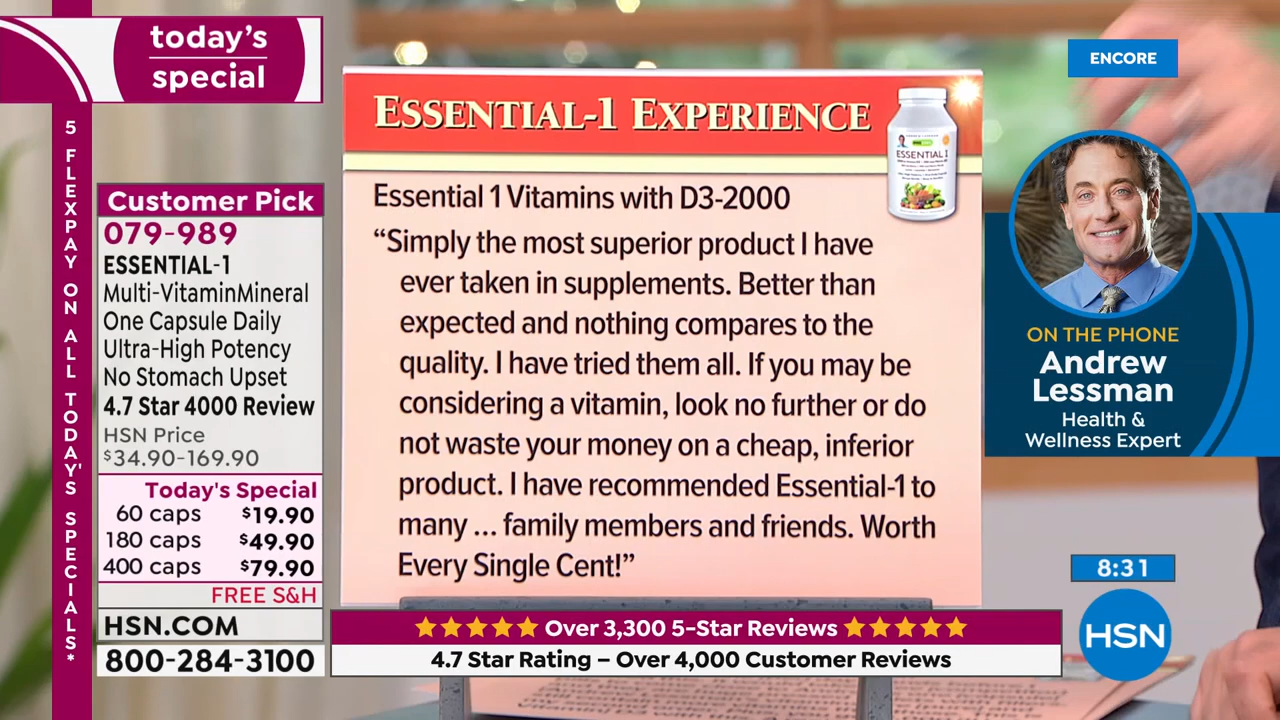 today's
special
5 FLEXPAY ON ALL TODAY'S SPECIALS*
Customer Pick
079-989
ESSENTIAL-1
Multi-VitaminMineral
One Capsule Daily
Ultra-High Potency
No Stomach Upset
4.7 Star 4000 Review
HSN Price
$34.90-169.90
Today's Special
60 caps $19.90
180 caps $49.90
400 caps $79.90
FREE S&H
HSN.COM
800-284-3100
ESSENTIAL-1 EXPERIENCE
ESSENTIAL 1
Essential 1 Vitamins with D3-2000
“Simply the most superior product I have
ever taken in supplements. Better than
expected and nothing compares to the
quality. I have tried them all. If you may be
considering a vitamin, look no further or do
not waste your money on a cheap, inferior
product. I have recommended Essential-1 to
many ... family members and friends. Worth
Every Single Cent!”
★★★★★ Over 3,300 5-Star Reviews ★★★★★
4.7 Star Rating – Over 4,000 Customer Reviews
ENCORE
ON THE PHONE
Andrew
Lessman
Health &
Wellness Expert
8:31
HSN